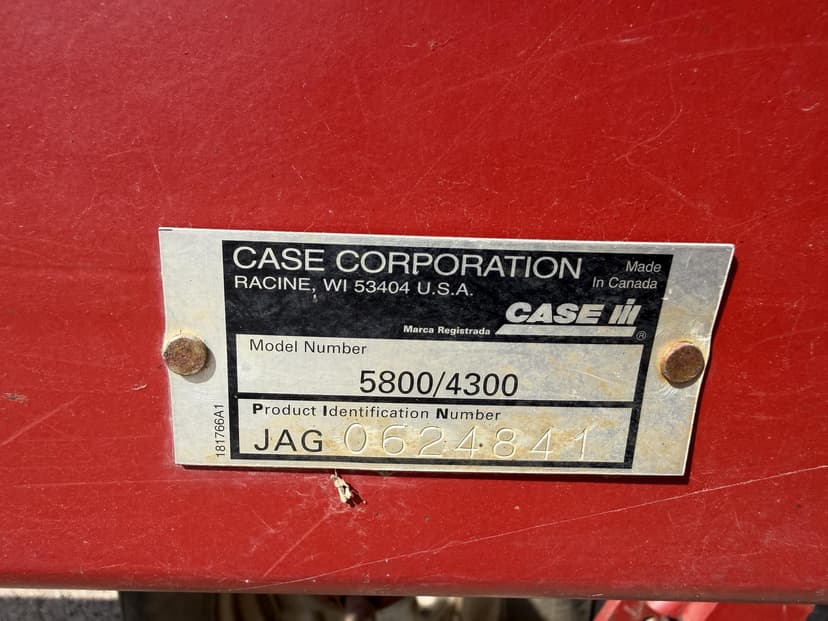 CASE CORPORATION
RACINE, WI 53404 U.S.A.
Made
In Canada
Marca Registrada
CASE IH ®
Model Number
5800/4300
Product Identification Number
JAG 0624841
181766A1